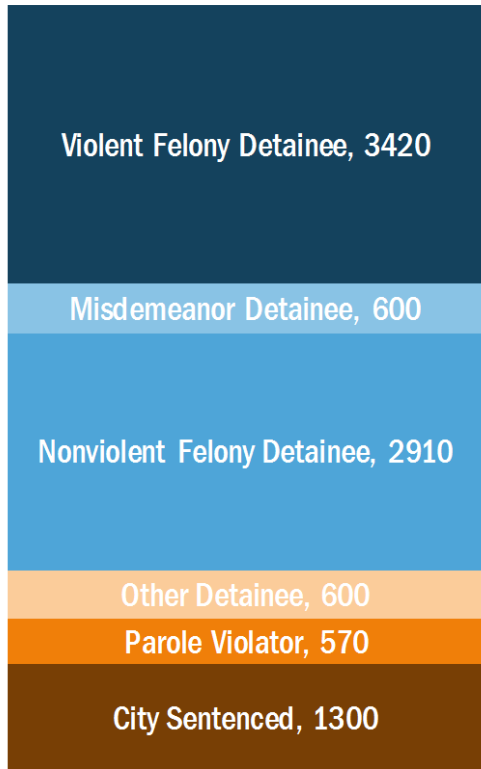 Violent Felony Detainee, 3420
Misdemeanor Detainee, 600
Nonviolent Felony Detainee, 2910
Other Detainee, 600
Parole Violator, 570
City Sentenced, 1300